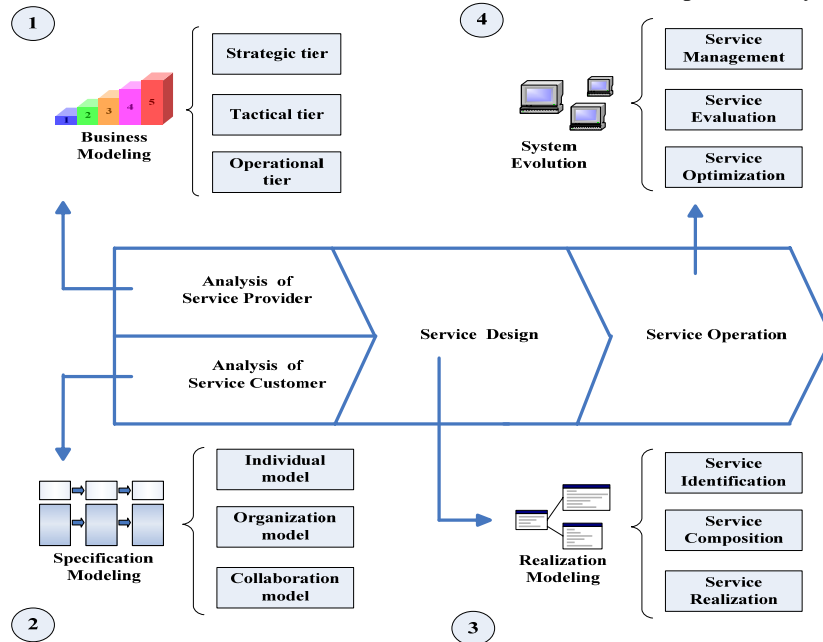 1
Strategic tier
Tactical tier
Operational
tier
1
2
3
4
5
Business
Modeling
4
Service
Management
Service
Evaluation
Service
Optimization
System
Evolution
Analysis of
Service Provider
Analysis of
Service Customer
Service Design
Service Operation
Individual
model
Organization
model
Collaboration
model
Specification
Modeling
2
Service
Identification
Service
Composition
Service
Realization
Realization
Modeling
3